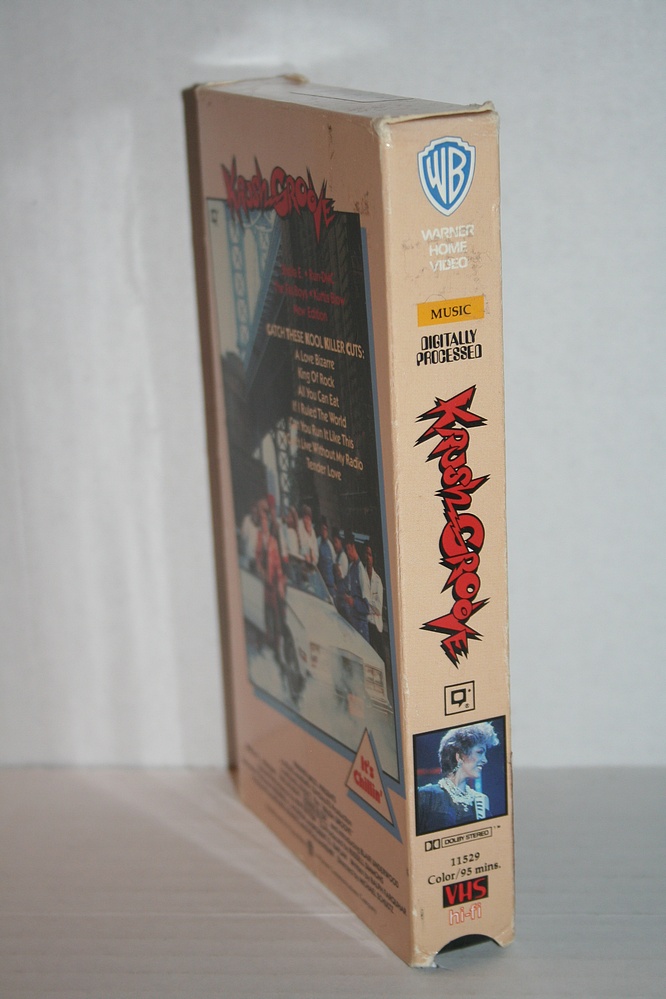 KRUSH GROOVE
Sheila E. • Run-DMC
The Fat Boys • Kurtis Blow
New Edition
CATCH THESE KOOL KILLER CUTS:
A Love Bizarre
King Of Rock
All You Can Eat
If I Ruled The World
You Run It Like This
Live Without My Radio
Tender Love
It's
Chillin'
WB
WARNER
HOME
VIDEO
MUSIC
DIGITALLY
PROCESSED
KRUSH GROOVE
DOLBY STEREO
11529
Color/95 mins.
VHS
hi-fi